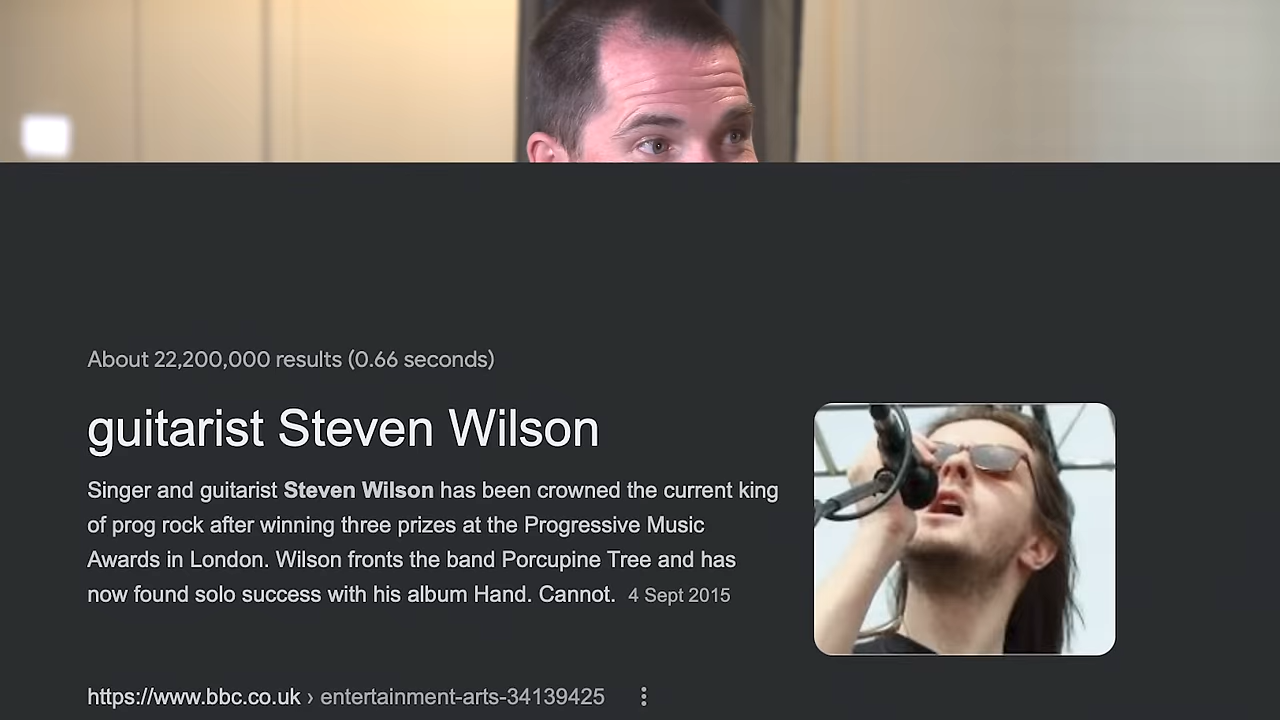 About 22,200,000 results (0.66 seconds)
guitarist Steven Wilson
Singer and guitarist Steven Wilson has been crowned the current king
of prog rock after winning three prizes at the Progressive Music
Awards in London. Wilson fronts the band Porcupine Tree and has
now found solo success with his album Hand. Cannot. 4 Sept 2015
https://www.bbc.co.uk › entertainment-arts-34139425